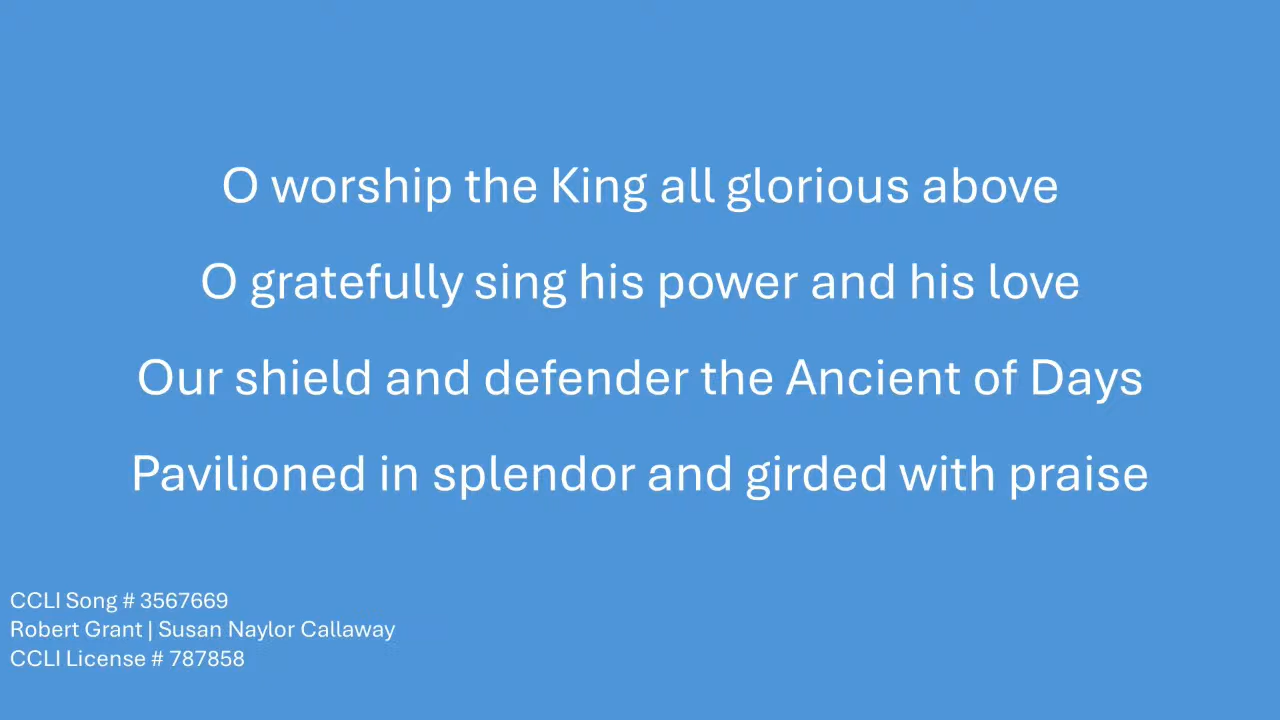 O worship the King all glorious above
O gratefully sing his power and his love
Our shield and defender the Ancient of Days
Pavilioned in splendor and girded with praise
CCLI Song # 3567669
Robert Grant | Susan Naylor Callaway
CCLI License # 787858